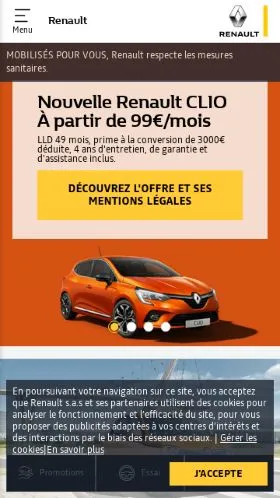 Renault
Menu
RENAULT
MOBILISÉS POUR VOUS, Renault respecte les mesures
sanitaires.
Nouvelle Renault CLIO
À partir de 99€/mois
LLD 49 mois, prime à la conversion de 3000€
déduite, 4 ans d'entretien, de garantie et
d'assistance inclus.
DÉCOUVREZ L'OFFRE ET SES
MENTIONS LÉGALES
CLIO
En poursuivant votre navigation sur ce site, vous acceptez
que Renault s.a.s et ses partenaires utilisent des cookies pour
analyser le fonctionnement et l'efficacité du site, pour vous
proposer des publicités adaptées à vos centres d'intérêts et
des interactions par le biais des réseaux sociaux. | Gérer les
cookies|En savoir plus
Promotions
Essai
J'ACCEPTE